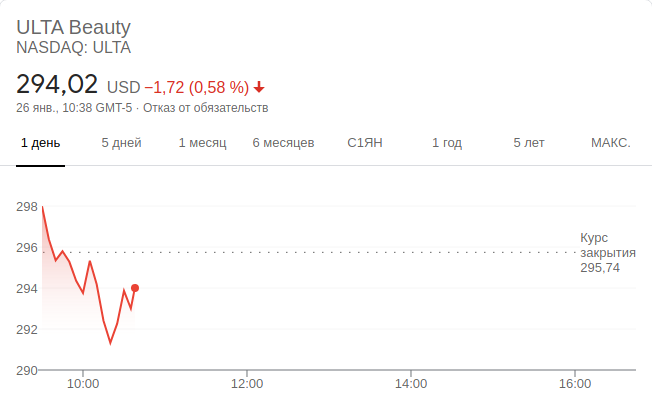 ULTA Beauty
NASDAQ: ULTA
294,02 USD −1,72 (0,58 %)
26 янв., 10:38 GMT-5 · Отказ от обязательств
1 день 5 дней 1 месяц 6 месяцев С1ЯН 1 год 5 лет МАКС.
298
296
294
292
290
Курс
закрытия
295,74
10:00 12:00 14:00 16:00